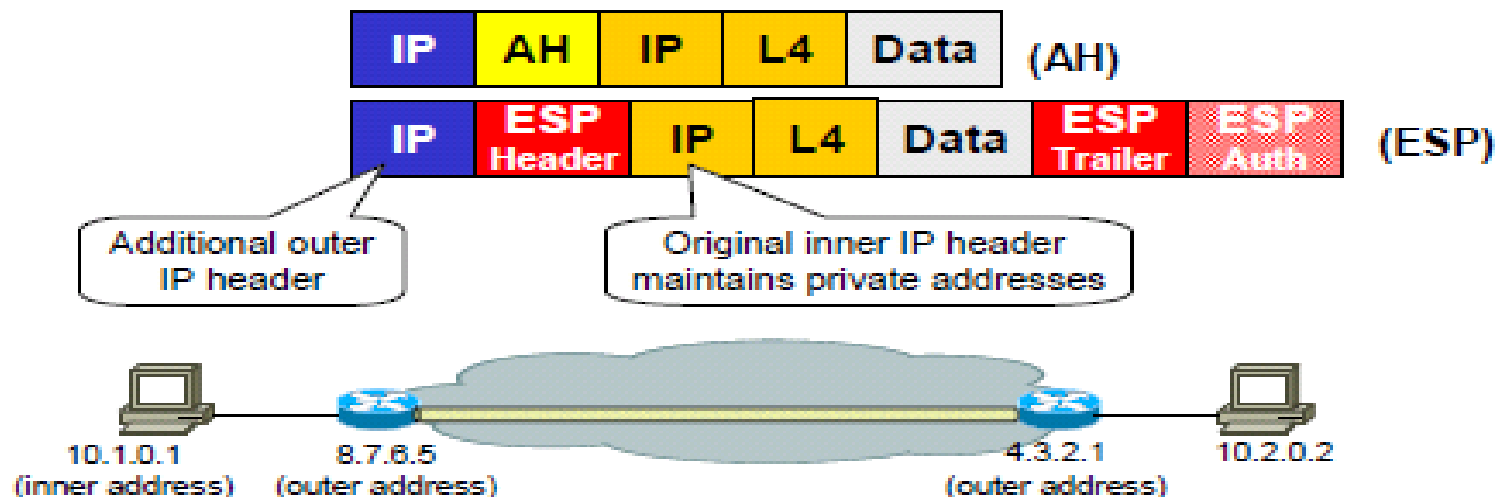 IP AH IP L4 Data (AH)
IP ESP Header IP L4 Data ESP Trailer ESP Auth (ESP)
Additional outer
IP header
Original inner IP header
maintains private addresses
10.1.0.1
(inner address)
8.7.6.5
(outer address)
4.3.2.1
(outer address)
10.2.0.2